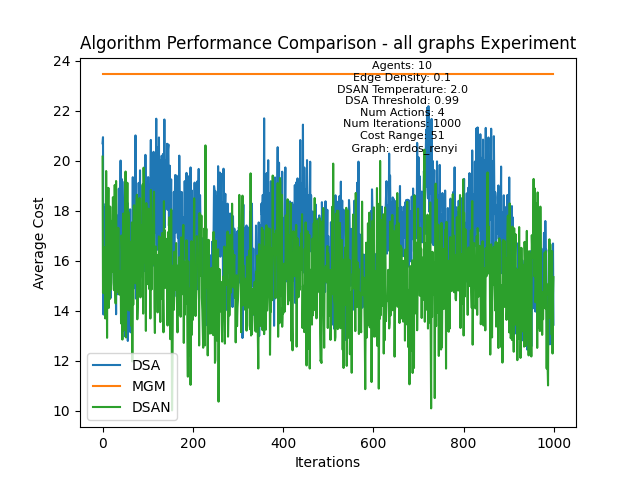 Algorithm Performance Comparison - all graphs Experiment
Agents: 10
Edge Density: 0.1
DSAN Temperature: 2.0
DSA Threshold: 0.99
Num Actions: 4
Num Iterations: 1000
Cost Range: 51
Graph: erdos_renyi
24
22
20
18
16
14
12
10
Average Cost
DSA
MGM
DSAN
0
200
400
600
800
1000
Iterations